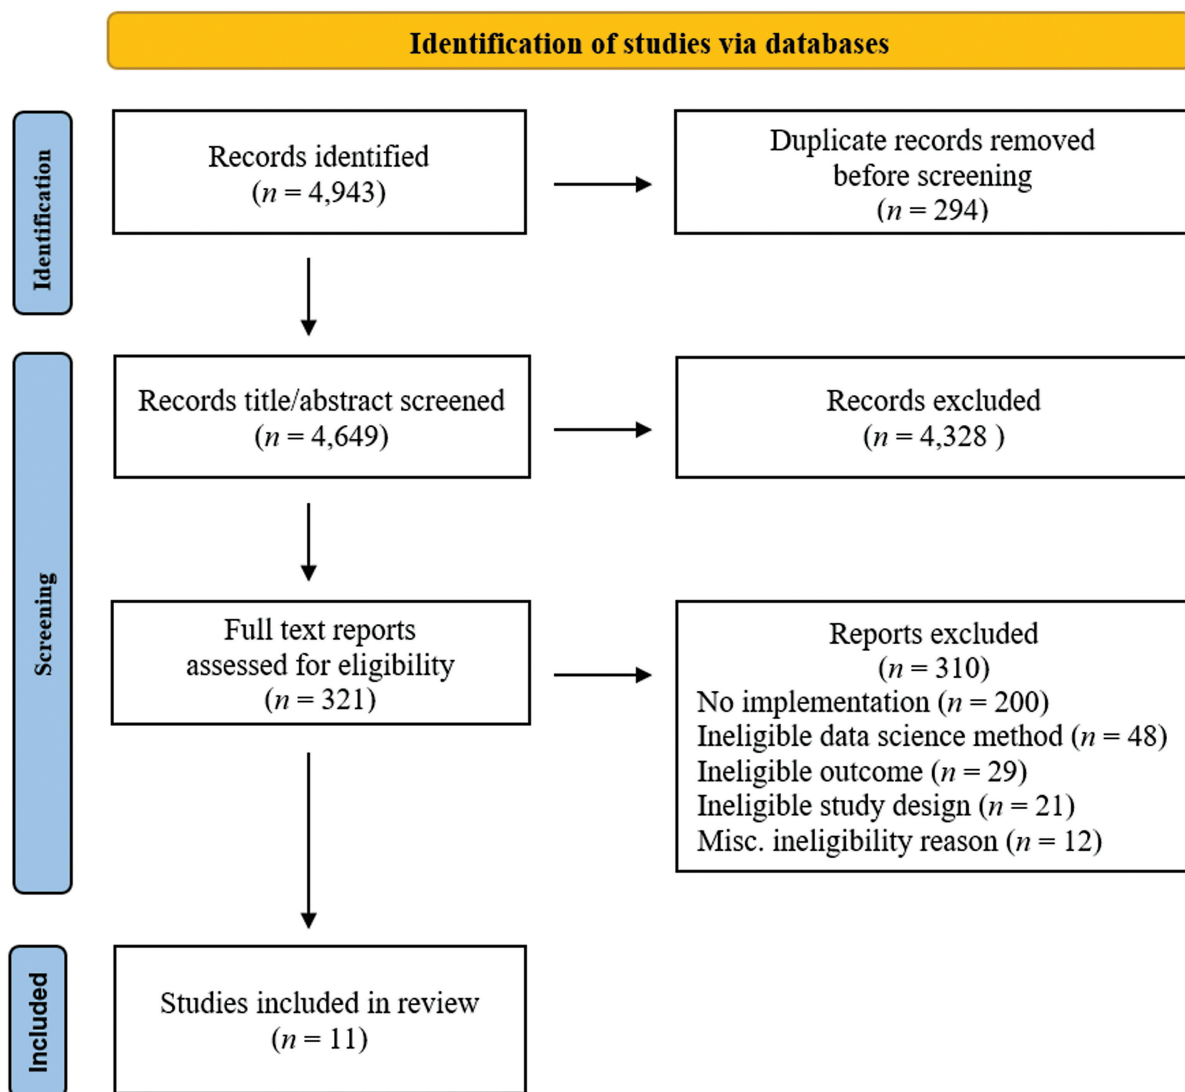 Identification of studies via databases
Identification
Records identified
(n = 4,943)
Duplicate records removed
before screening
(n = 294)
Screening
Records title/abstract screened
(n = 4,649)
Records excluded
(n = 4,328 )
Full text reports
assessed for eligibility
(n = 321)
Reports excluded
(n = 310)
No implementation (n = 200)
Ineligible data science method (n = 48)
Ineligible outcome (n = 29)
Ineligible study design (n = 21)
Misc. ineligibility reason (n = 12)
Included
Studies included in review
(n = 11)